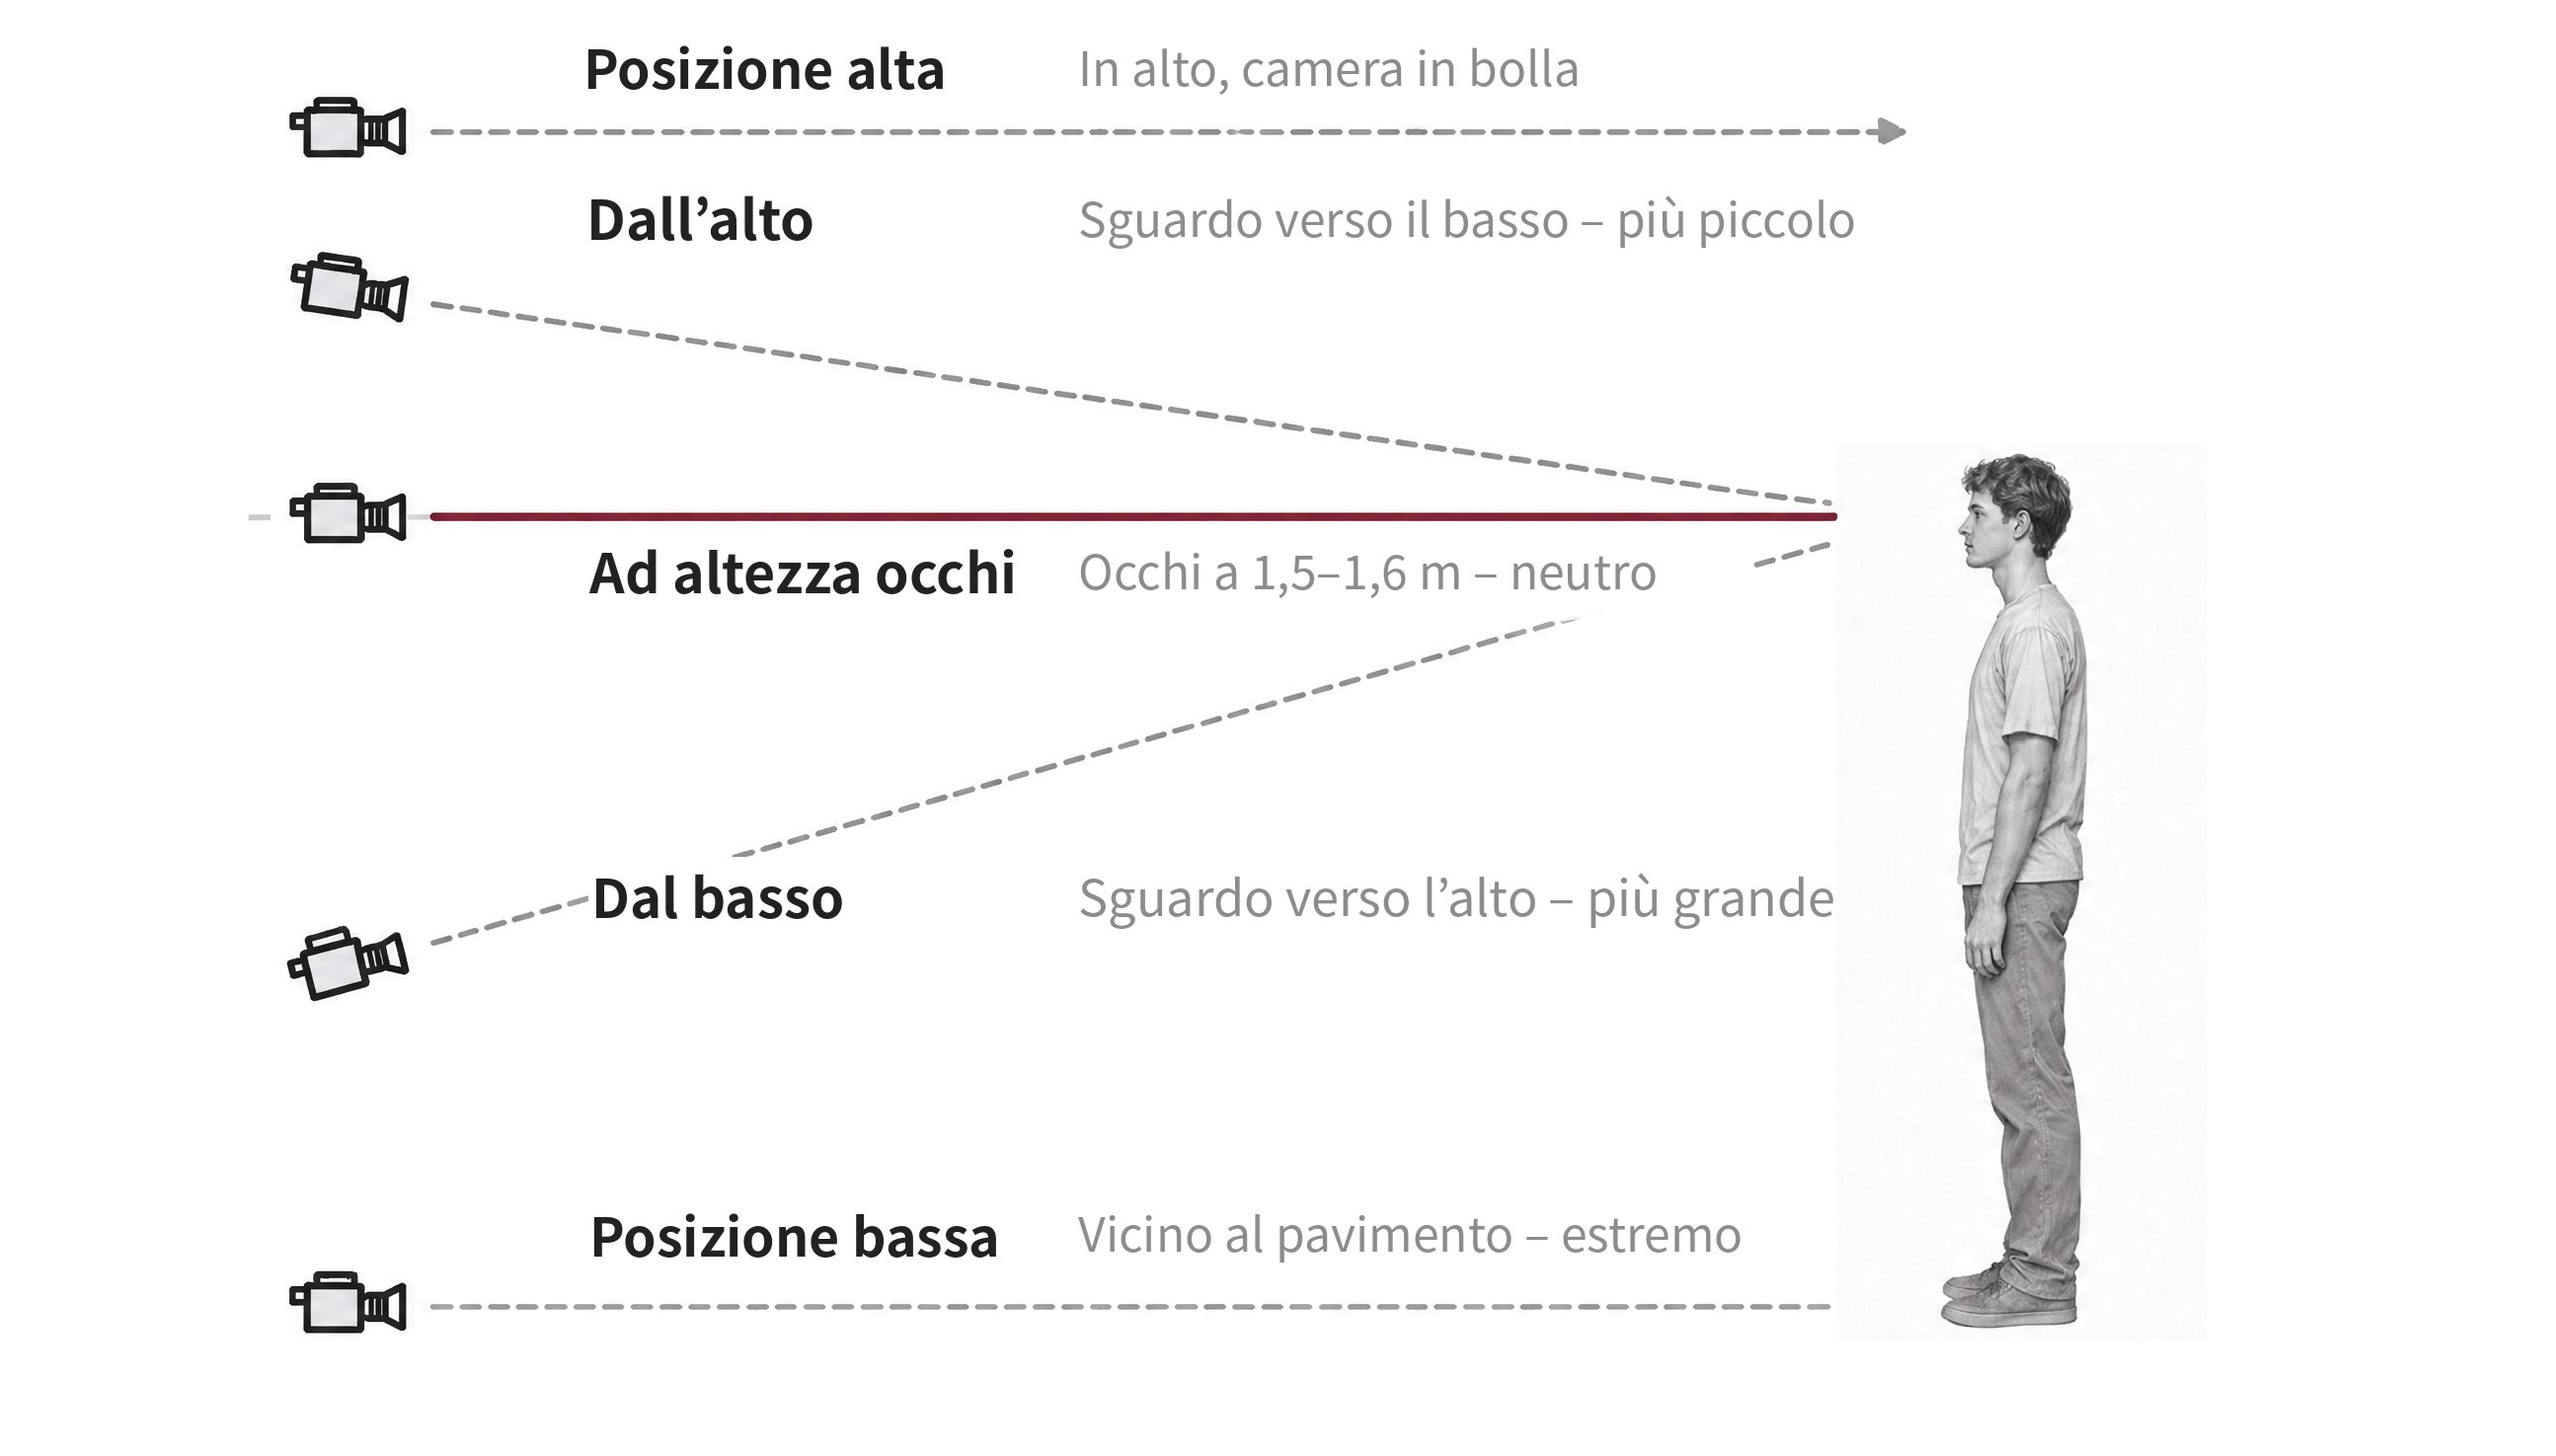 Posizione alta In alto, camera in bolla
Dall’alto Sguardo verso il basso – più piccolo
Ad altezza occhi Occhi a 1,5–1,6 m – neutro
Dal basso Sguardo verso l’alto – più grande
Posizione bassa Vicino al pavimento – estremo